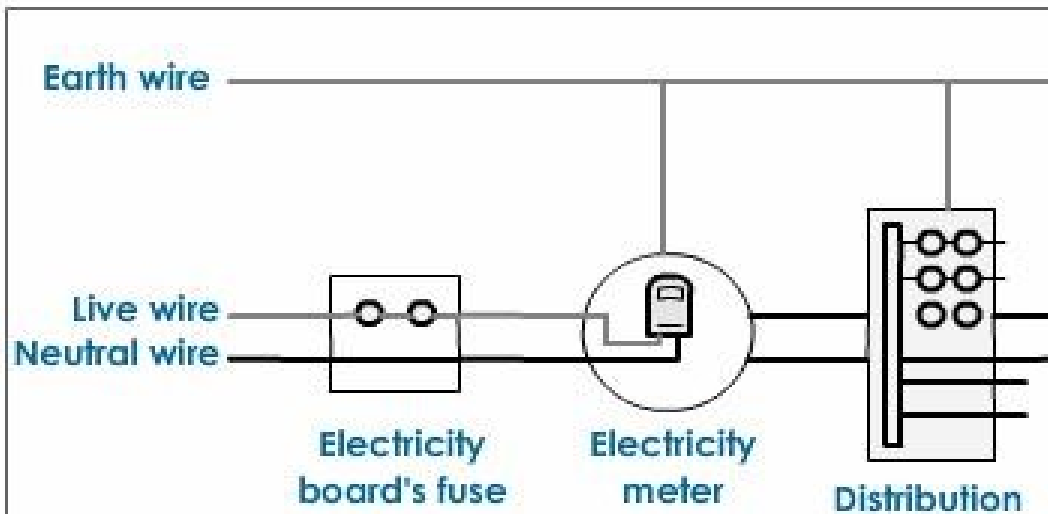 Earth wire
Live wire
Neutral wire
Electricity
board's fuse
Electricity
meter
Distribution